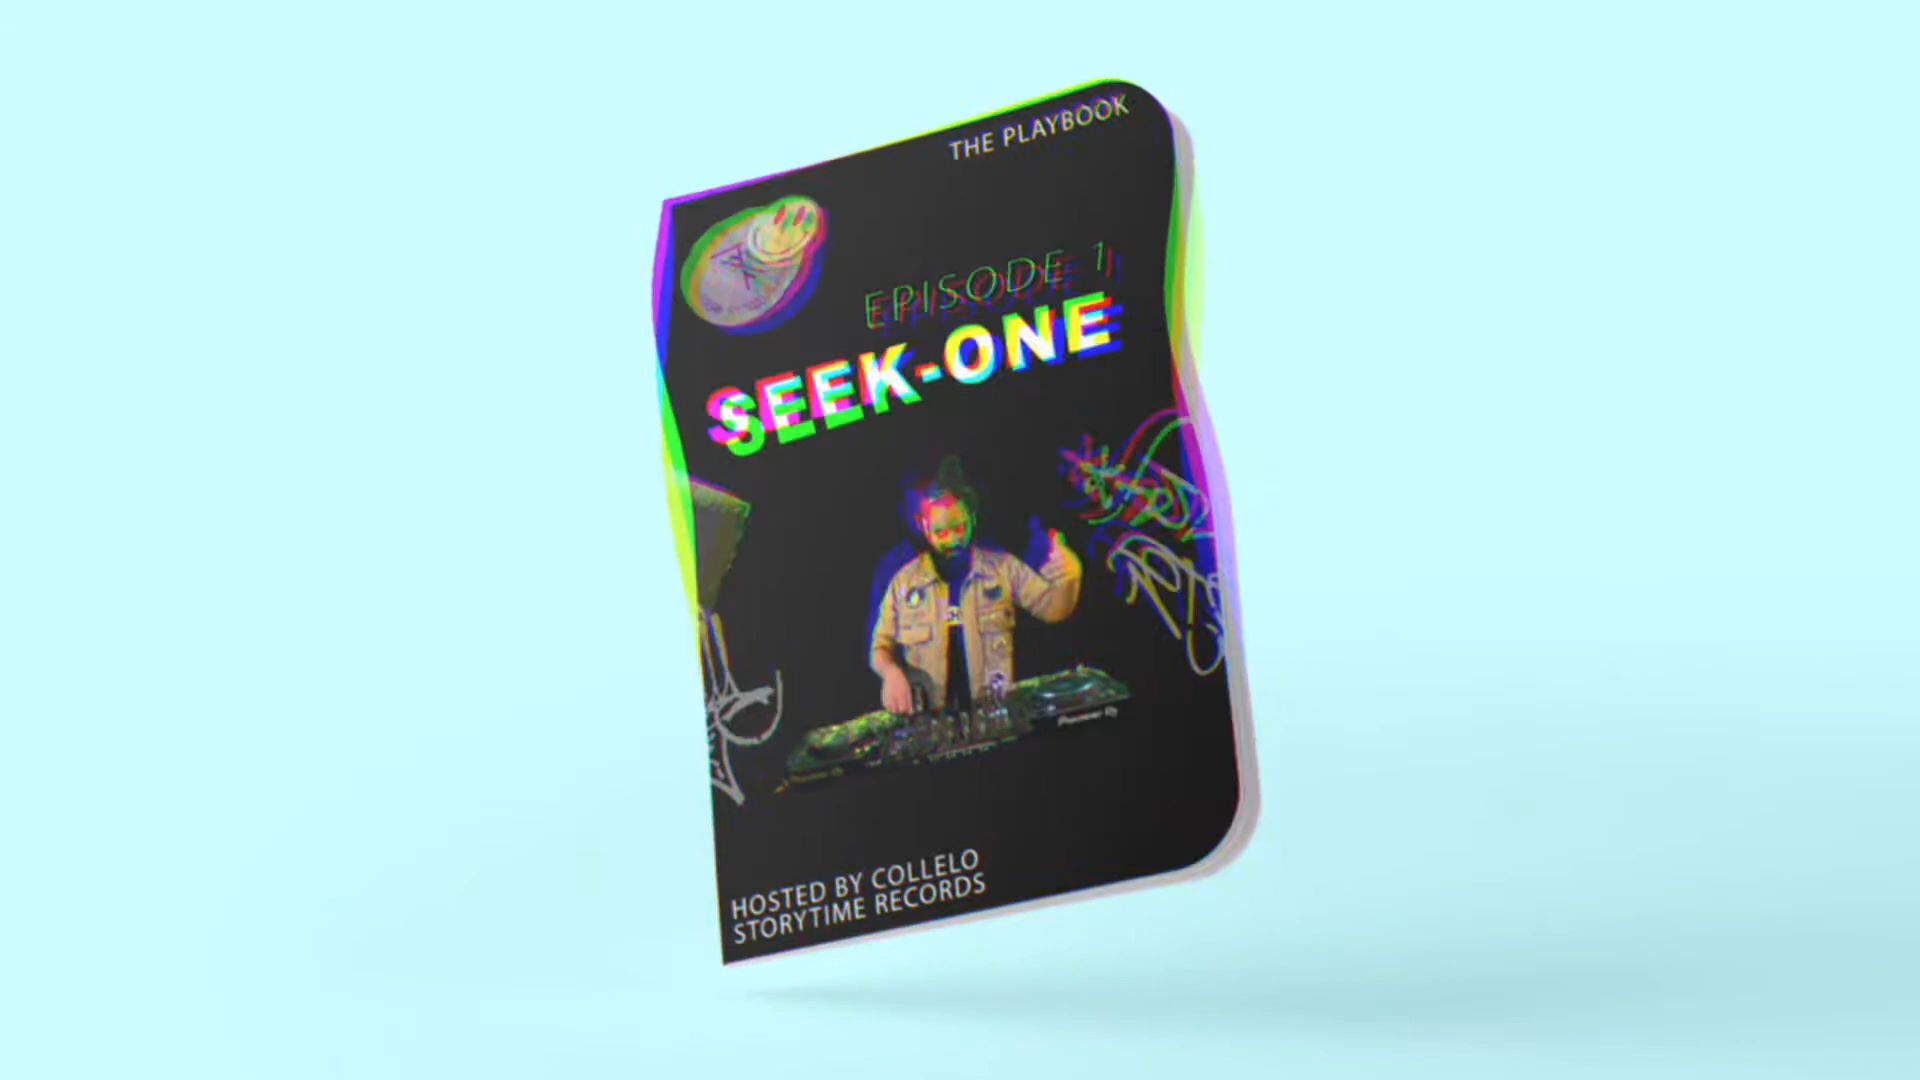 THE PLAYBOOK
EPISODE 1
SEEK-ONE
HOSTED BY COLLELO
STORYTIME RECORDS